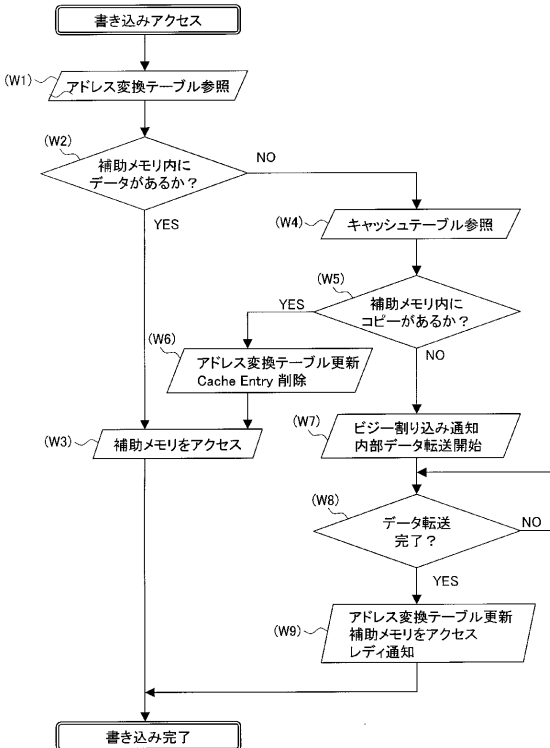 書き込みアクセス
(W1)
アドレス変換テーブル参照
(W2)
補助メモリ内に
データがあるか？
NO
YES
(W4)
キャッシュテーブル参照
(W5)
補助メモリ内に
コピーがあるか？
YES
NO
(W6)
アドレス変換テーブル更新
Cache Entry 削除
(W3)
補助メモリをアクセス
(W7)
ビジー割り込み通知
内部データ転送開始
(W8)
データ転送
完了？
NO
YES
(W9)
アドレス変換テーブル更新
補助メモリをアクセス
レディ通知
書き込み完了